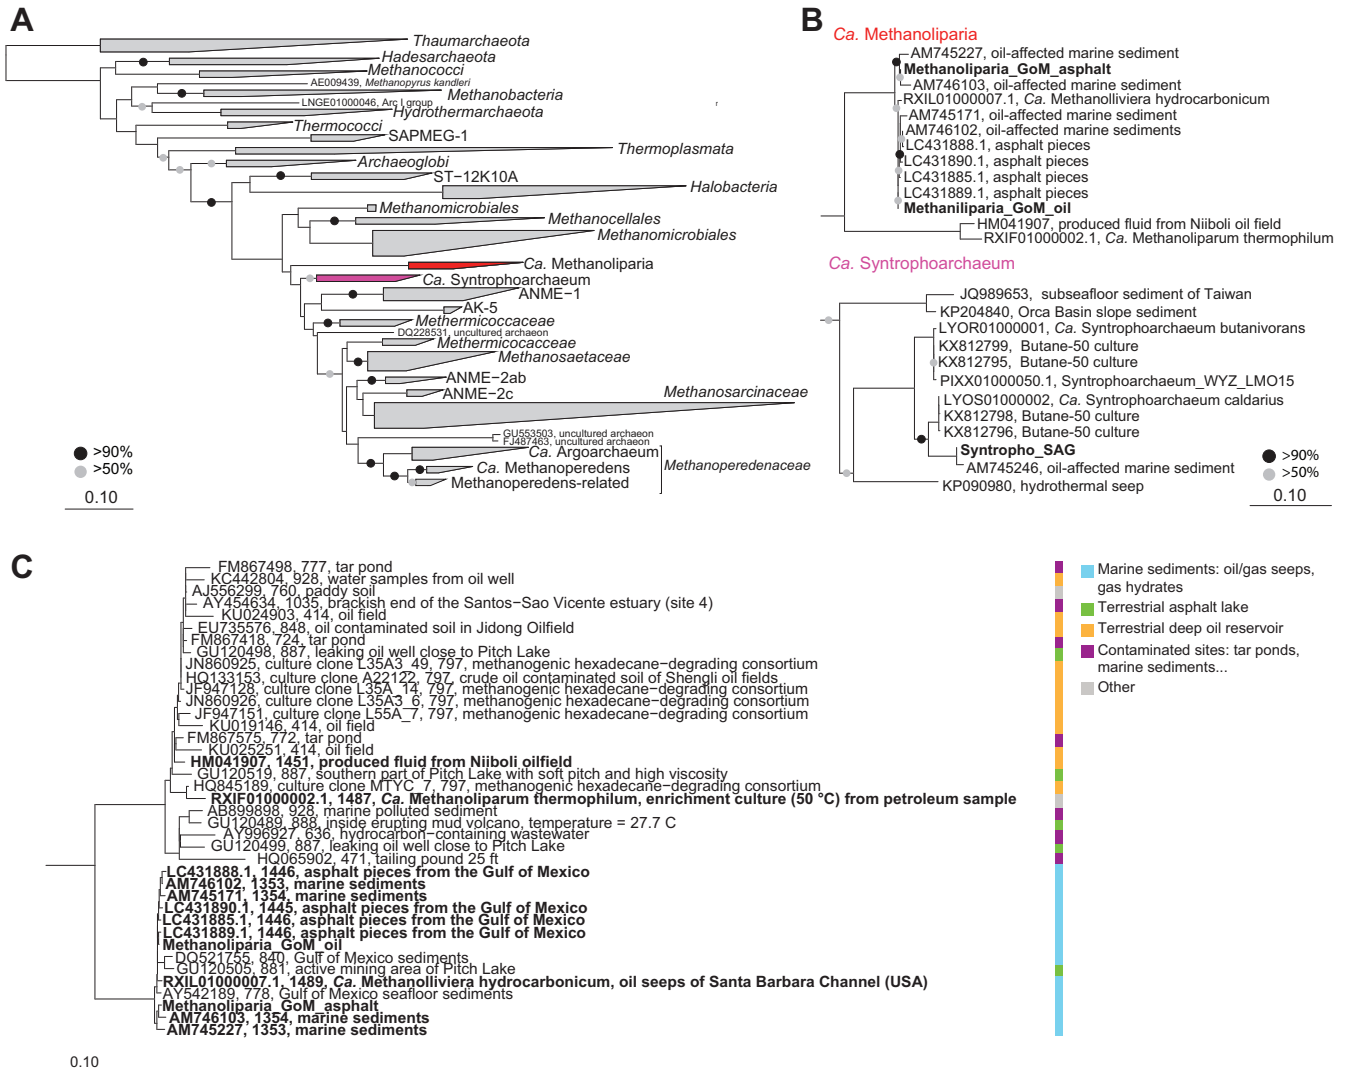 A
Thaumarchaeota
Hadesarchaeota
Methanococci
AE009439, Methanopyrus kandleri
Methanobacteria
LNGE01000046, Arc I group
Hydrothermarchaeota
Thermococci
SAPMEG-1
Thermoplasmata
Archaeoglobi
ST−12K10A
Halobacteria
Methanomicrobiales
Methanocellales
Methanomicrobiales
Ca. Methanoliparia
Ca. Syntrophoarchaeum
ANME−1
AK-5
Methermicoccaceae
DQ228531, uncultured archaeon
Methermicocacceae
Methanosaetaceae
ANME−2ab
ANME−2c
Methanosarcinaceae
GU553503, uncultured archaeon
FJ487463, uncultured archaeon
Ca. Argoarchaeum
Ca. Methanoperedens
Methanoperedens-related
Methanoperedenaceae
>90%
>50%
0.10
B
Ca. Methanoliparia
AM745227, oil-affected marine sediment
Methanoliparia_GoM_asphalt
AM746103, oil-affected marine sediment
RXIL01000007.1, Ca. Methanolliviera hydrocarbonicum
AM745171, oil-affected marine sediment
AM746102, oil-affected marine sediments
LC431888.1, asphalt pieces
LC431890.1, asphalt pieces
LC431885.1, asphalt pieces
LC431889.1, asphalt pieces
Methaniliparia_GoM_oil
HM041907, produced fluid from Niiboli oil field
RXIF01000002.1, Ca. Methanoliparum thermophilum
Ca. Syntrophoarchaeum
JQ989653, subseafloor sediment of Taiwan
KP204840, Orca Basin slope sediment
LYOR01000001, Ca. Syntrophoarchaeum butanivorans
KX812799, Butane-50 culture
KX812795, Butane-50 culture
PIXX01000050.1, Syntrophoarchaeum_WYZ_LMO15
LYOS01000002, Ca. Syntrophoarchaeum caldarius
KX812798, Butane-50 culture
KX812796, Butane-50 culture
Syntropho_SAG
AM745246, oil-affected marine sediment
KP090980, hydrothermal seep
>90%
>50%
0.10
C
FM867498, 777, tar pond
KC442804, 928, water samples from oil well
AJ556299, 760, paddy soil
AY454634, 1035, brackish end of the Santos−Sao Vicente estuary (site 4)
KU024903, 414, oil field
EU735576, 848, oil contaminated soil in Jidong Oilfield
FM867418, 724, tar pond
GU120498, 887, leaking oil well close to Pitch Lake
JN860925, culture clone L35A3_49, 797, methanogenic hexadecane−degrading consortium
HQ133153, culture clone A22122, 797, crude oil contaminated soil of Shengli oil fields
JF947128, culture clone L35A_14, 797, methanogenic hexadecane−degrading consortium
JN860926, culture clone L35A3_6, 797, methanogenic hexadecane−degrading consortium
JF947151, culture clone L55A_7, 797, methanogenic hexadecane−degrading consortium
KU019146, 414, oil field
FM867575, 772, tar pond
KU025251, 414, oil field
HM041907, 1451, produced fluid from Niiboli oilfield
GU120519, 887, southern part of Pitch Lake with soft pitch and high viscosity
HQ845189, culture clone MTYC_7, 797, methanogenic hexadecane−degrading consortium
RXIF01000002.1, 1487, Ca. Methanoliparum thermophilum, enrichment culture (50 °C) from petroleum sample
AB899898, 928, marine polluted sediment
GU120489, 888, inside erupting mud volcano, temperature = 27.7 C
AY996927, 636, hydrocarbon−containing wastewater
GU120499, 887, leaking oil well close to Pitch Lake
HQ065902, 471, tailing pound 25 ft
LC431888.1, 1446, asphalt pieces from the Gulf of Mexico
AM746102, 1353, marine sediments
AM745171, 1354, marine sediments
LC431890.1, 1445, asphalt pieces from the Gulf of Mexico
LC431885.1, 1446, asphalt pieces from the Gulf of Mexico
LC431889.1, 1446, asphalt pieces from the Gulf of Mexico
Methanoliparia_GoM_oil
DQ521755, 840, Gulf of Mexico sediments
GU120505, 881, active mining area of Pitch Lake
RXIL01000007.1, 1489, Ca. Methanolliviera hydrocarbonicum, oil seeps of Santa Barbara Channel (USA)
AY542189, 778, Gulf of Mexico seafloor sediments
Methanoliparia_GoM_asphalt
AM746103, 1354, marine sediments
AM745227, 1353, marine sediments
0.10
Marine sediments: oil/gas seeps,
gas hydrates
Terrestrial asphalt lake
Terrestrial deep oil reservoir
Contaminated sites: tar ponds,
marine sediments...
Other